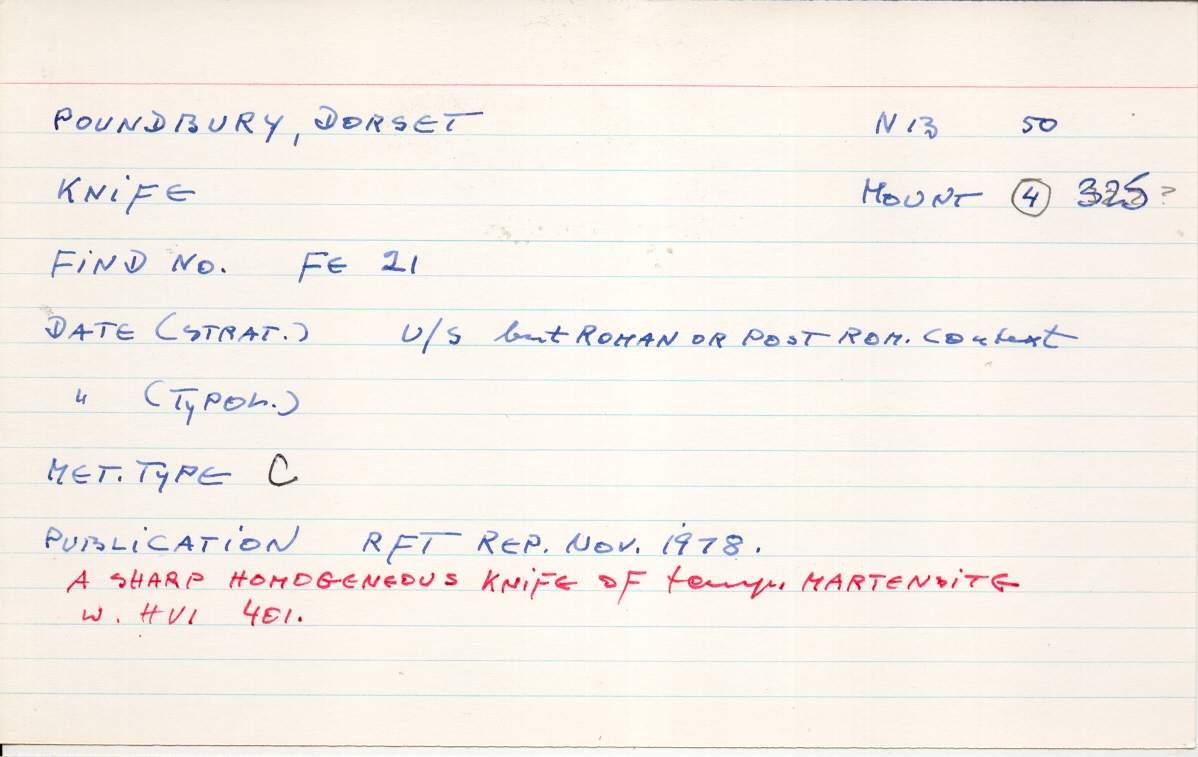 POUNDBURY, DORSET N13 50
KNiFE MOUNT 4 325?
FiND NO. FE 21
DATE (STRAT.) U/S but ROMAN OR POST ROM. Context
" (TyPOL.)
MET. TyPE C
PUBLiCATiON RFT REP. NOV. 1978.
A SHARP HOMOGENEOUS KNiFE OF temp. MARTENSiTE
W. HV1 481.